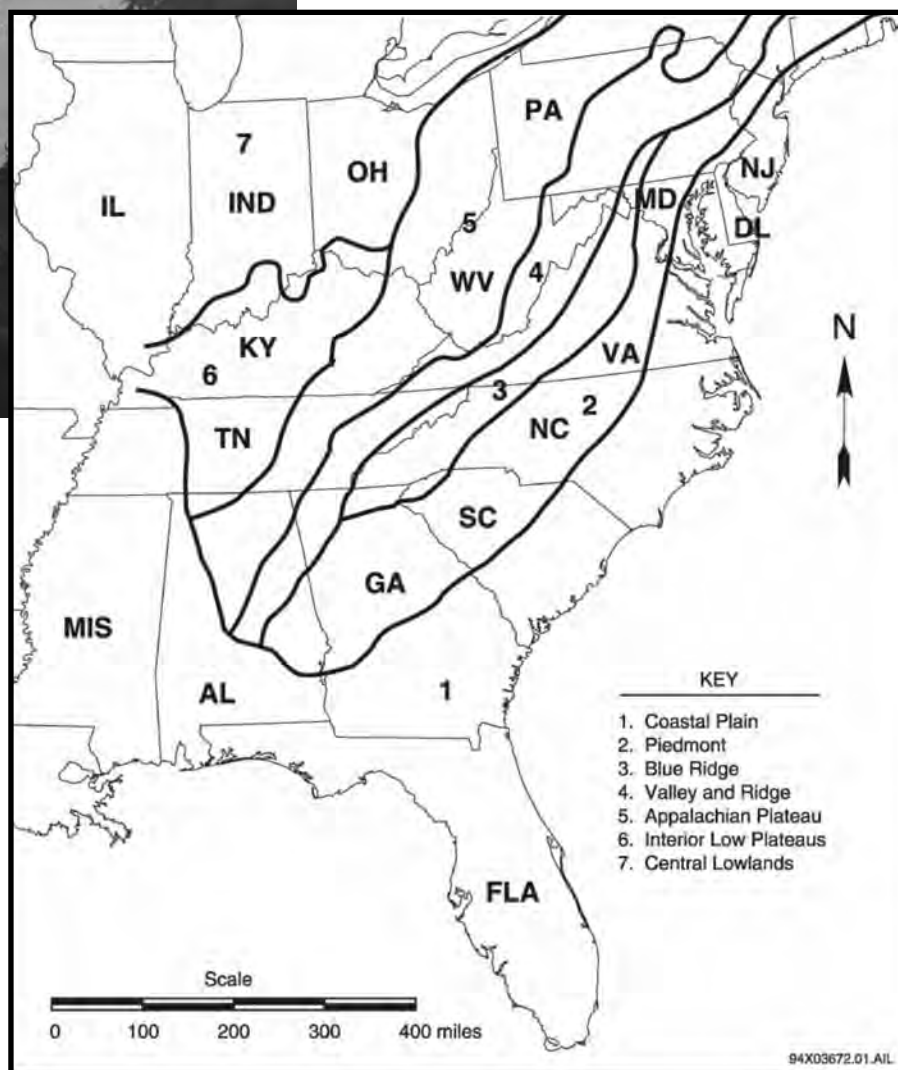 PA
7
OH
NJ
IL
IND
MD
DL
5
WV
4
N
KY
VA
6
3
2
TN
NC
SC
GA
MIS
KEY
1
AL
1. Coastal Plain
2. Piedmont
3. Blue Ridge
4. Valley and Ridge
5. Appalachian Plateau
6. Interior Low Plateaus
7. Central Lowlands
FLA
Scale
0 100 200 300 400 miles
94X03672.01.AIL